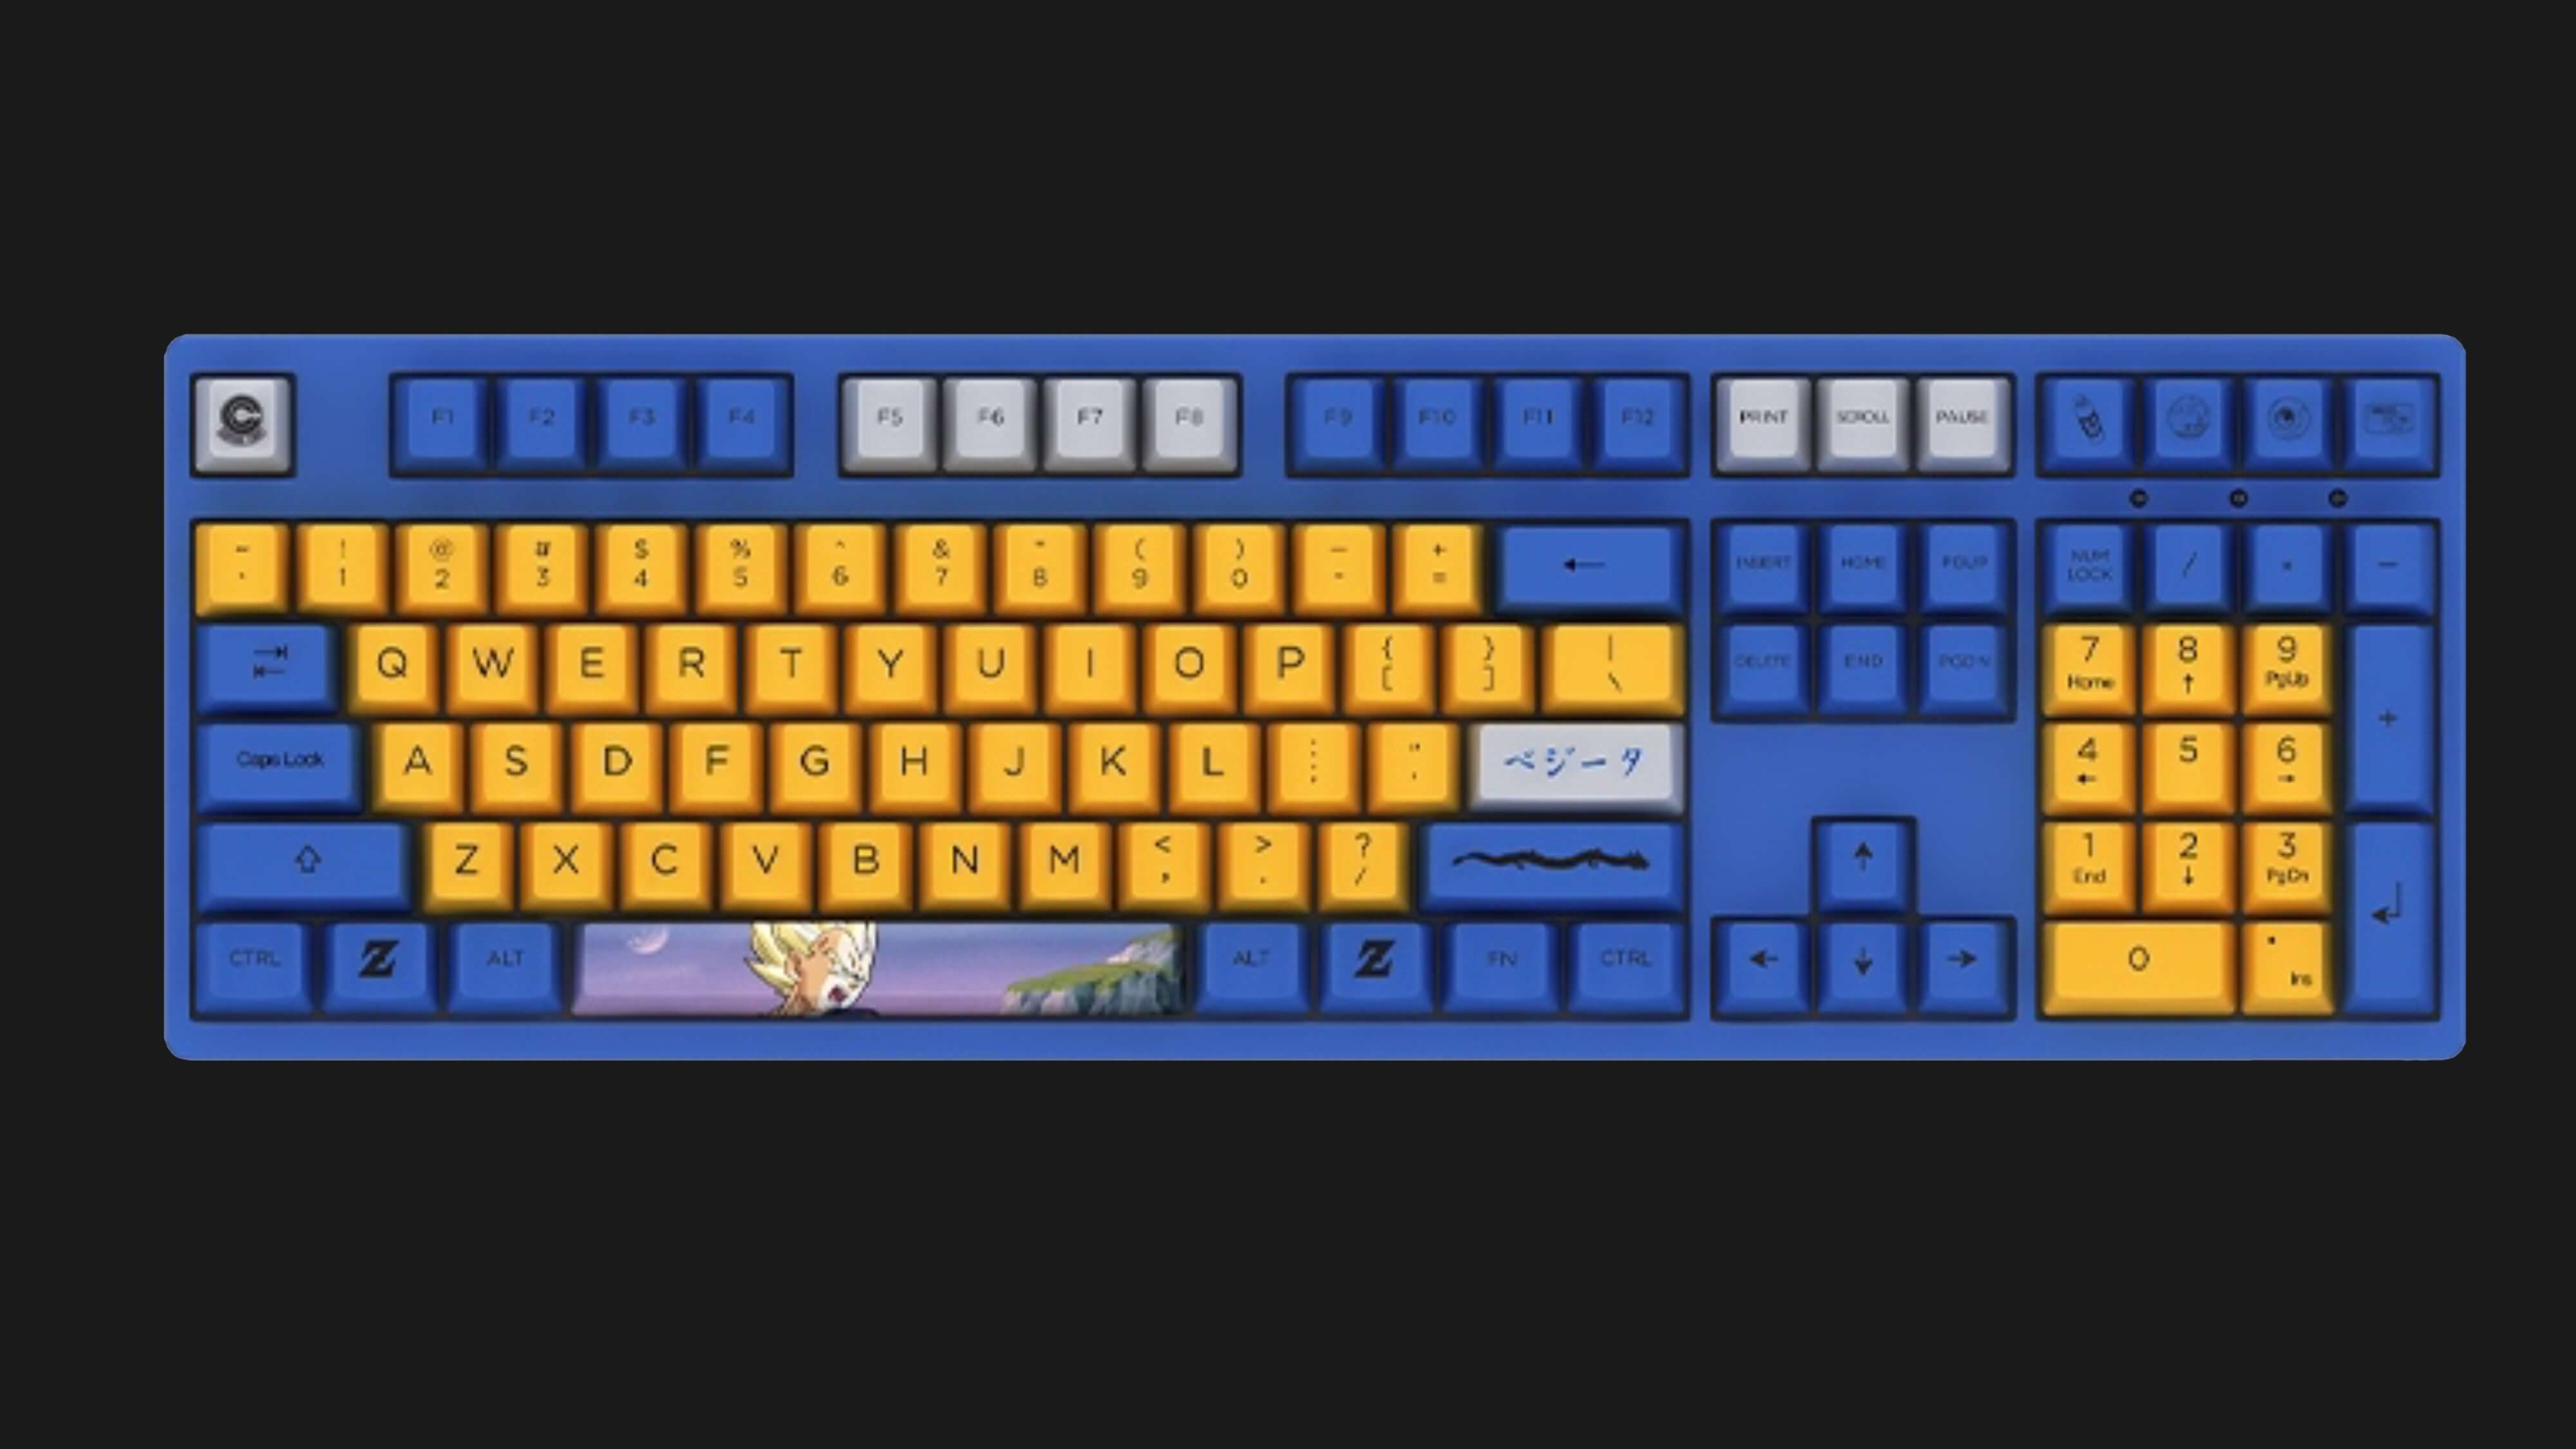 F1 F2 F3 F4 F5 F6 F7 F8 F9 F10 F11 F12 PRINT SCROLL PAUSE
! @ # $ % ^ & ( ) — +
1 2 3 4 5 6 7 8 9 0 - =
INSERT HOME PGUP NUM LOCK / −
Q W E R T Y U I O P { [ } ] | \
DELETE END PGDN 7 Home 8 ↑ 9 PgUp +
Caps Lock A S D F G H J K L ベジータ
4 ← 5 6 →
Z X C V B N M < , > . ? /
↑ 1 End 2 ↓ 3 PgDn
CTRL Z ALT ALT Z FN CTRL
← ↓ → 0 . Ins